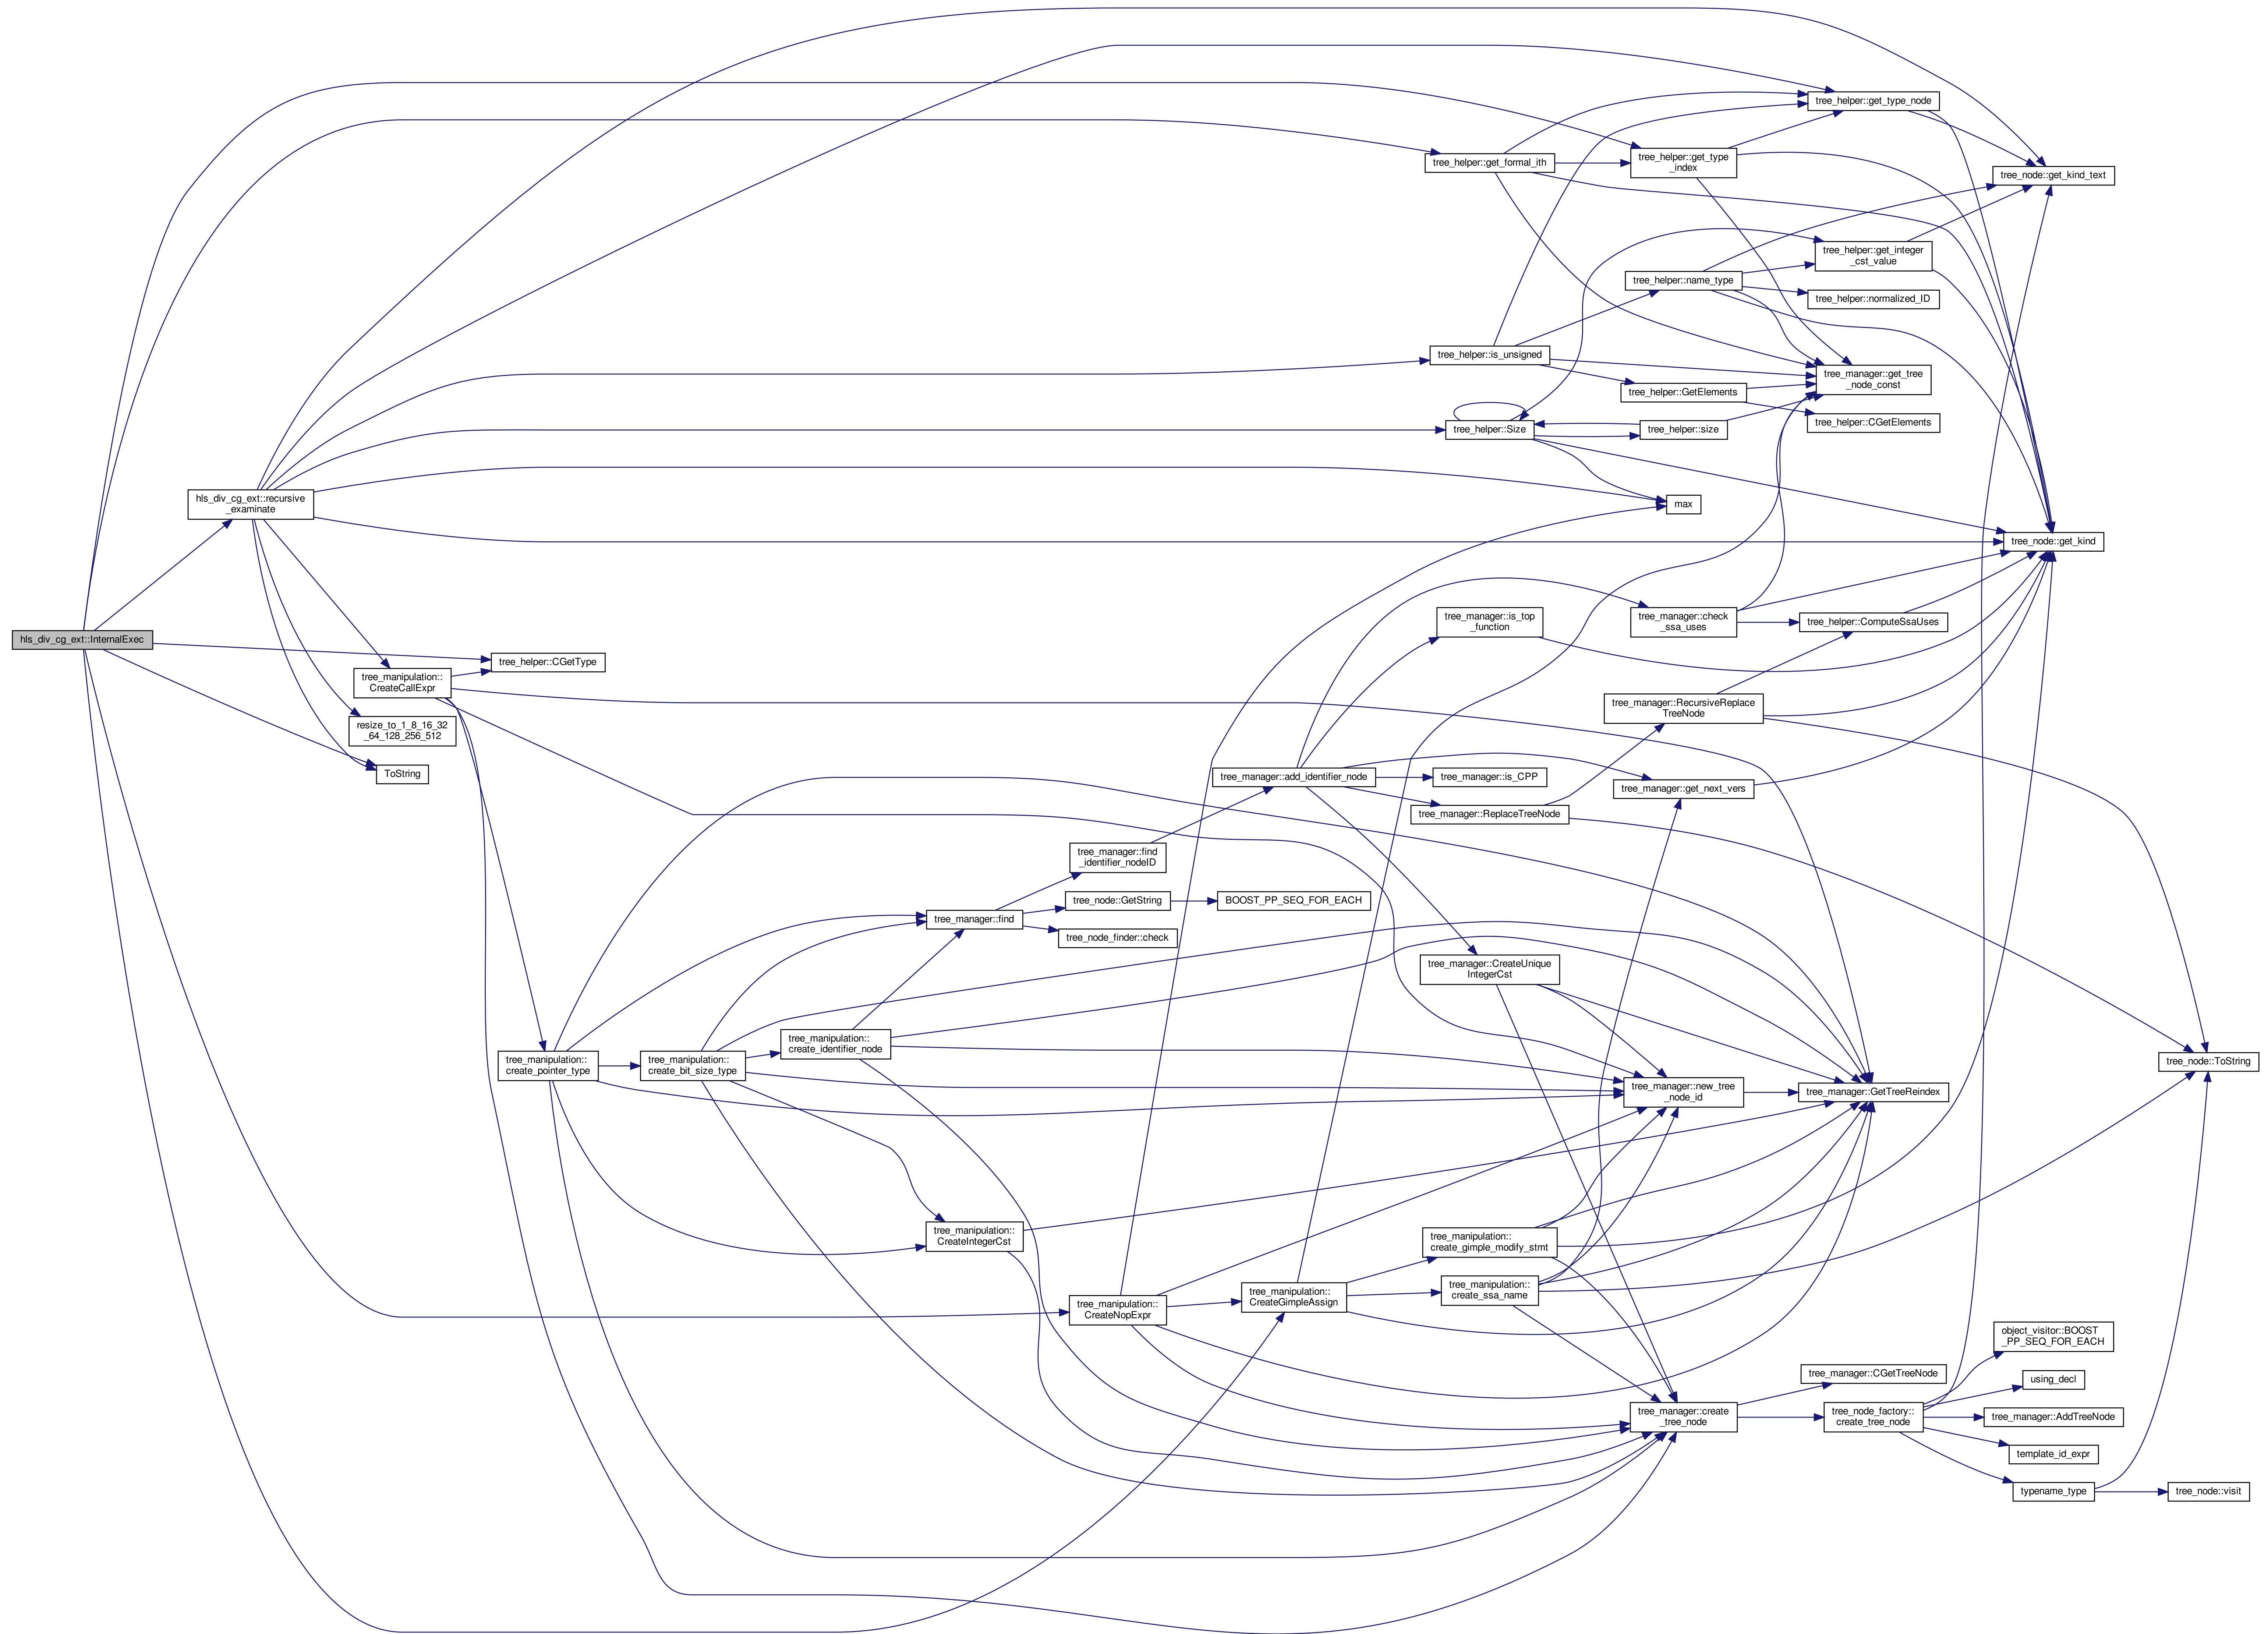 tree_helper::get_type_node
tree_helper::get_formal_ith
tree_helper::get_type
_index
tree_node::get_kind_text
tree_helper::get_integer
_cst_value
tree_helper::name_type
tree_helper::normalized_ID
tree_helper::is_unsigned
tree_manager::get_tree
_node_const
tree_helper::GetElements
tree_helper::CGetElements
tree_helper::Size
tree_helper::size
hls_div_cg_ext::recursive
_examinate
max
tree_node::get_kind
tree_manager::is_top
_function
tree_manager::check
_ssa_uses
tree_helper::ComputeSsaUses
hls_div_cg_ext::InternalExec
tree_helper::CGetType
tree_manipulation::
CreateCallExpr
tree_manager::RecursiveReplace
TreeNode
resize_to_1_8_16_32
_64_128_256_512
ToString
tree_manager::add_identifier_node
tree_manager::is_CPP
tree_manager::get_next_vers
tree_manager::ReplaceTreeNode
tree_manager::find
_identifier_nodeID
tree_node::GetString
BOOST_PP_SEQ_FOR_EACH
tree_manager::find
tree_node_finder::check
tree_manager::CreateUnique
IntegerCst
tree_manipulation::
create_identifier_node
tree_manipulation::
create_pointer_type
tree_manipulation::
create_bit_size_type
tree_node::ToString
tree_manager::new_tree
_node_id
tree_manager::GetTreeReindex
tree_manipulation::
CreateIntegerCst
tree_manipulation::
create_gimple_modify_stmt
tree_manipulation::
create_ssa_name
tree_manipulation::
CreateNopExpr
tree_manipulation::
CreateGimpleAssign
object_visitor::BOOST
_PP_SEQ_FOR_EACH
tree_manager::CGetTreeNode
using_decl
tree_manager::create
_tree_node
tree_node_factory::
create_tree_node
tree_manager::AddTreeNode
template_id_expr
typename_type
tree_node::visit